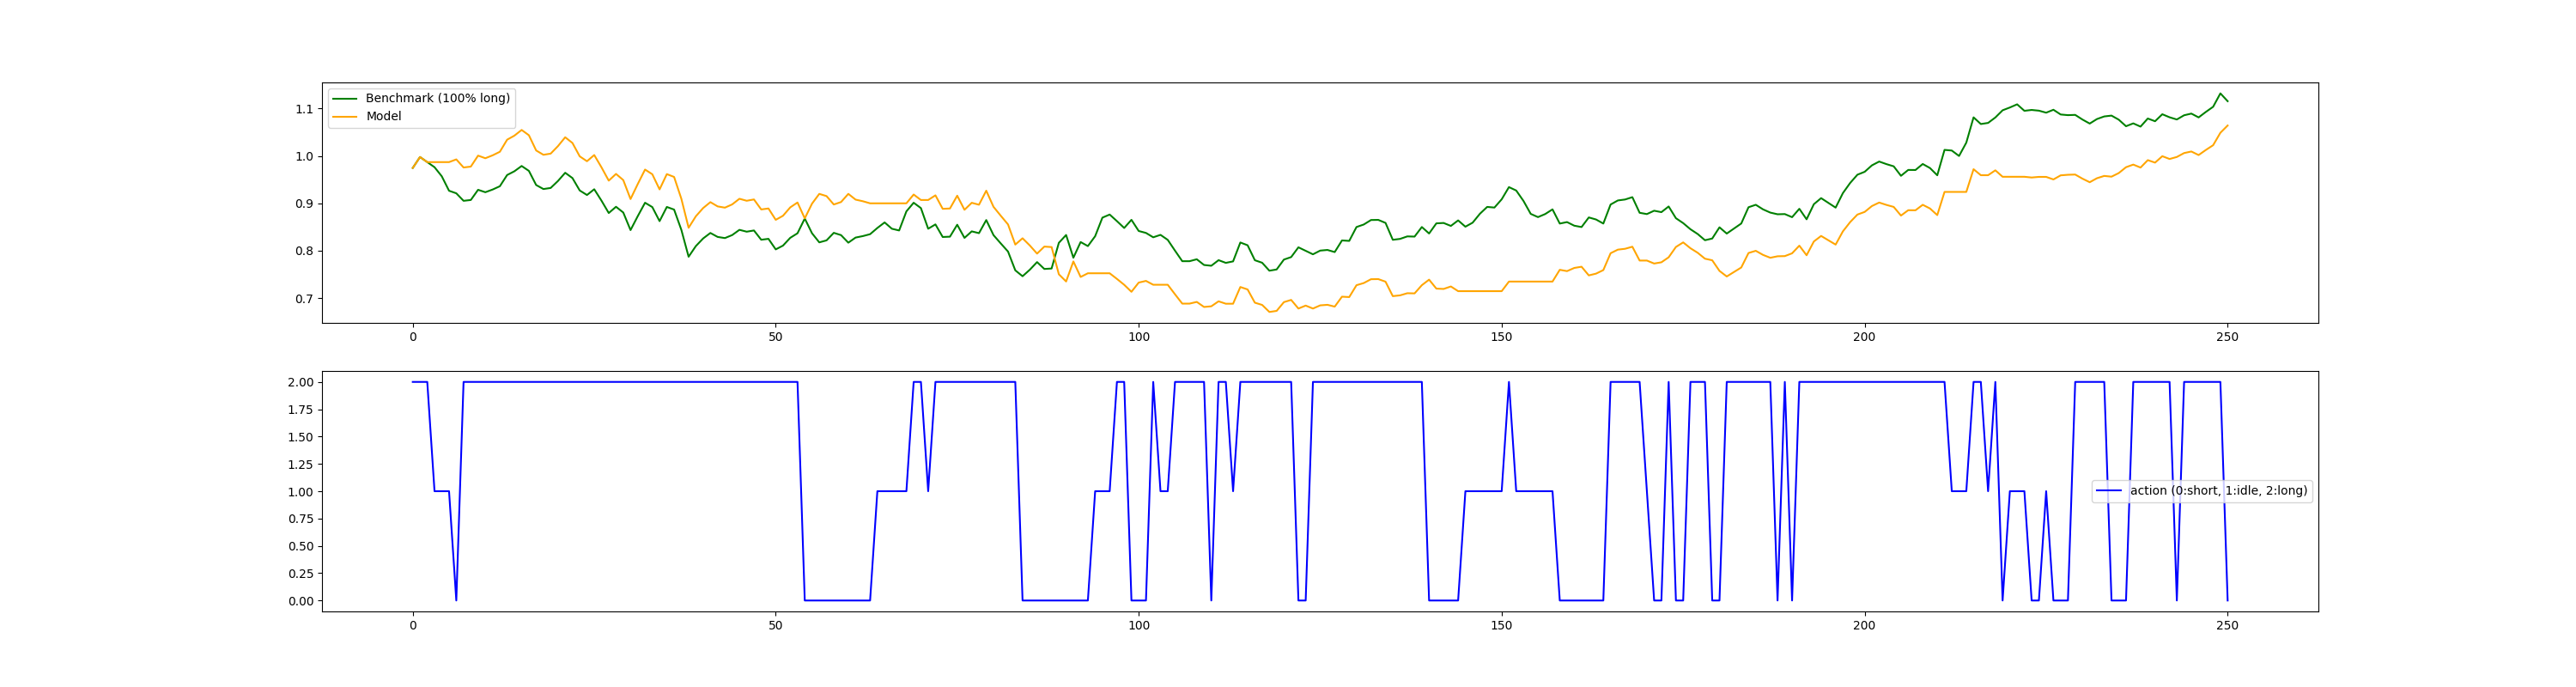 Benchmark (100% long)
Model
1.1
1.0
0.9
0.8
0.7
0 50 100 150 200 250
2.00
1.75
1.50
1.25
1.00
0.75
0.50
0.25
0.00
action (0:short, 1:idle, 2:long)
0 50 100 150 200 250